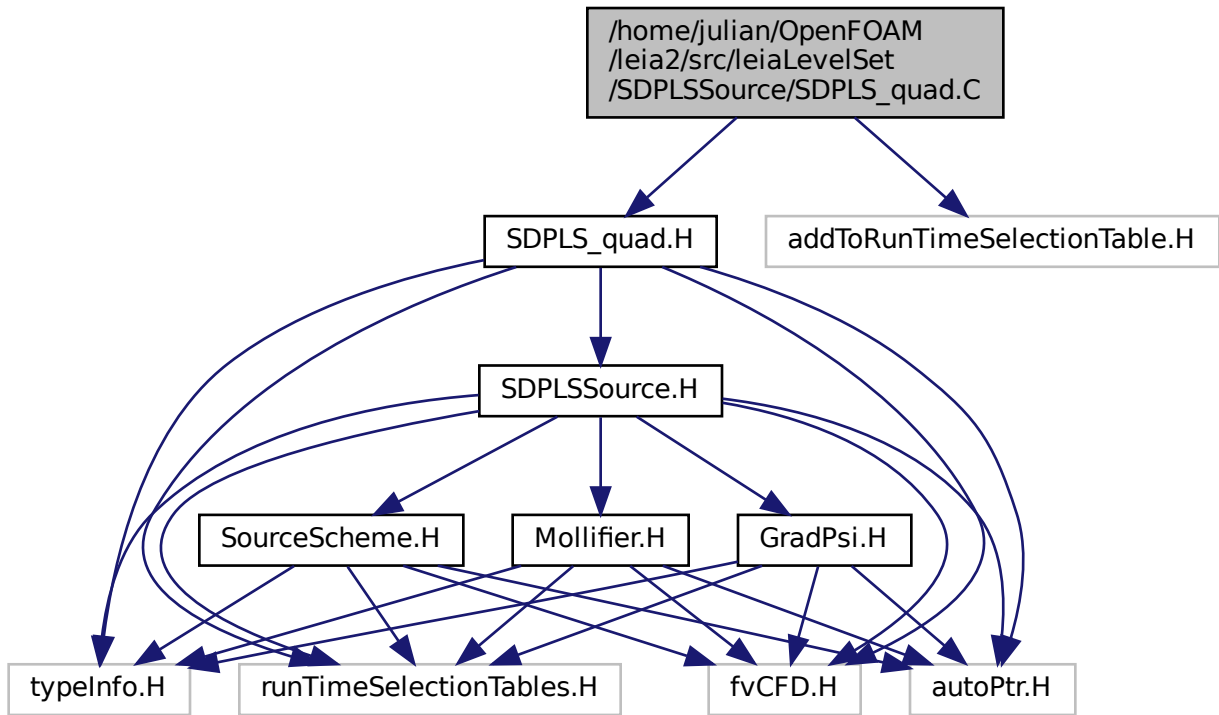 /home/julian/OpenFOAM
/leia2/src/leiaLevelSet
/SDPLSSource/SDPLS_quad.C
SDPLS_quad.H
addToRunTimeSelectionTable.H
SDPLSSource.H
SourceScheme.H
Mollifier.H
GradPsi.H
typeInfo.H
runTimeSelectionTables.H
fvCFD.H
autoPtr.H